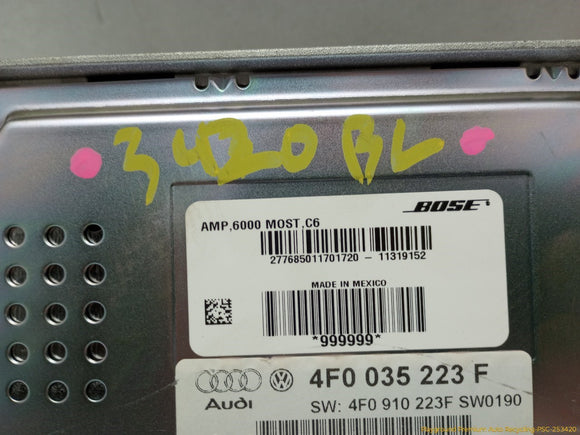 3420 BL
BOSE
AMP,6000 MOST,C6
277685011701720 - 11319152
MADE IN MEXICO
*999999*
4F0 035 223 F
Audi
SW: 4F0 910 223F SW0190